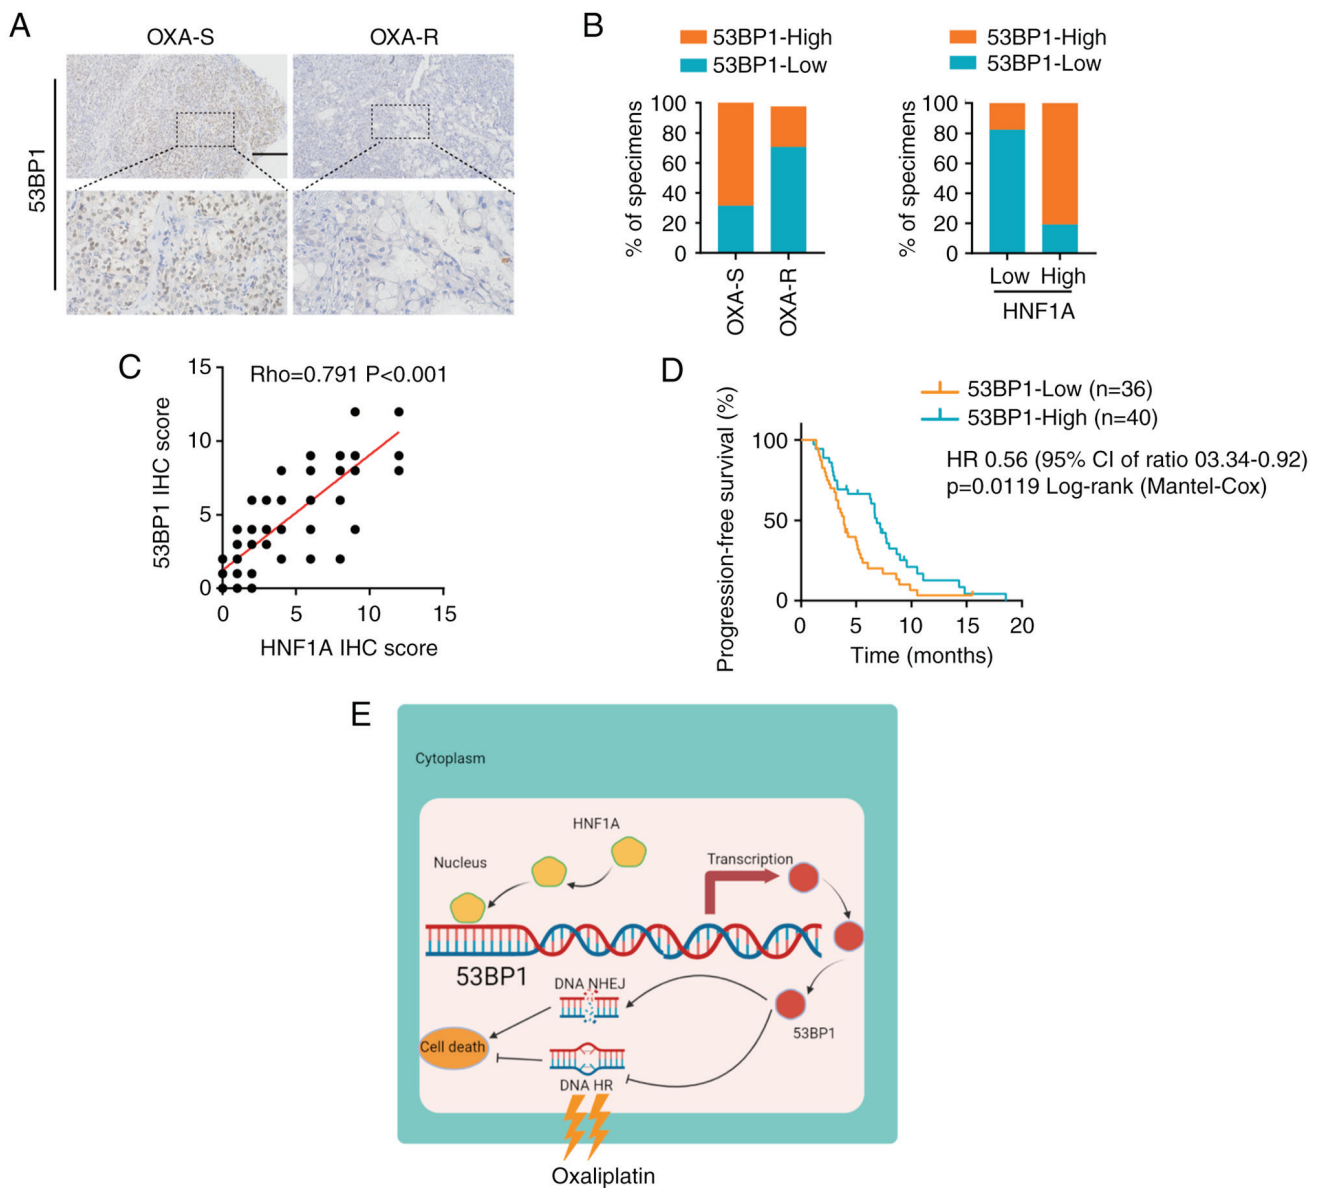 A
OXA-S
OXA-R
53BP1
B
53BP1-High
53BP1-Low
% of specimens
100
80
60
40
20
0
OXA-S
OXA-R
53BP1-High
53BP1-Low
% of specimens
100
80
60
40
20
0
Low
High
HNF1A
C
Rho=0.791 P<0.001
53BP1 IHC score
15
10
5
0
0
5
10
15
HNF1A IHC score
D
53BP1-Low (n=36)
53BP1-High (n=40)
HR 0.56 (95% CI of ratio 03.34-0.92)
p=0.0119 Log-rank (Mantel-Cox)
Progression-free survival (%)
100
50
0
0
5
10
15
20
Time (months)
E
Cytoplasm
HNF1A
Nucleus
Transcription
53BP1
DNA NHEJ
53BP1
Cell death
DNA HR
Oxaliplatin